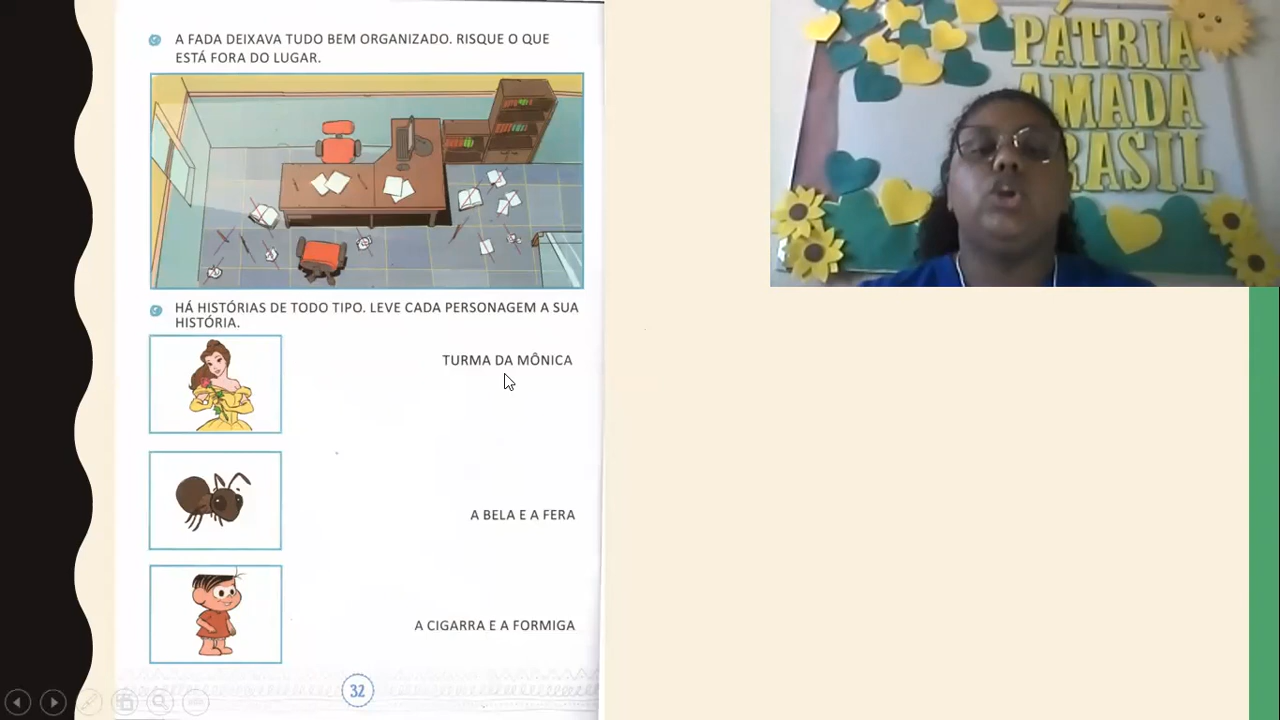 A FADA DEIXAVA TUDO BEM ORGANIZADO. RISQUE O QUE
ESTÁ FORA DO LUGAR.
HÁ HISTÓRIAS DE TODO TIPO. LEVE CADA PERSONAGEM A SUA
HISTÓRIA.
TURMA DA MÔNICA
A BELA E A FERA
A CIGARRA E A FORMIGA
32
PÁTRIA
AMADA
BRASIL